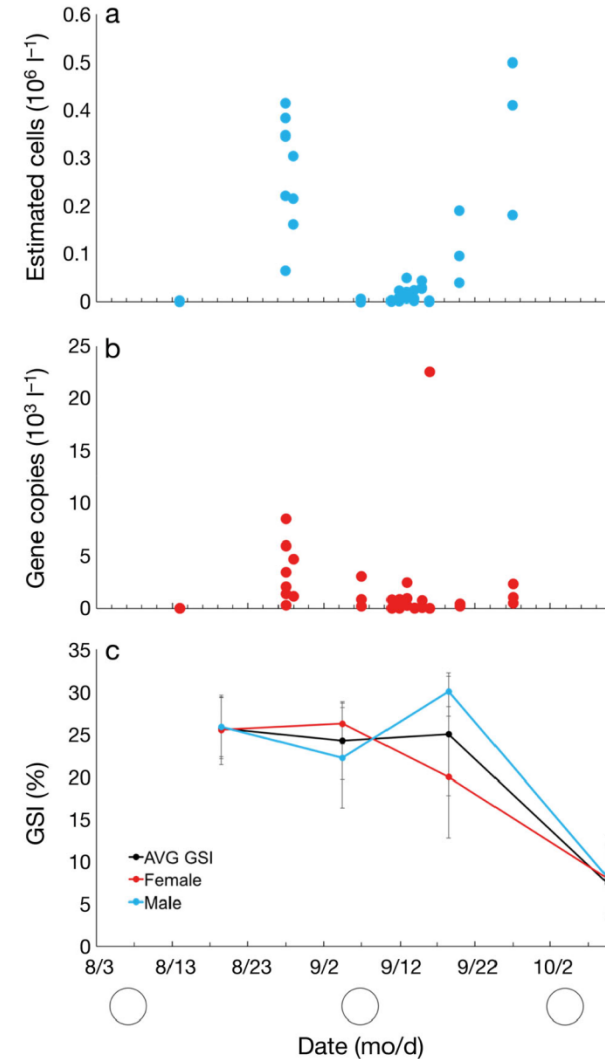 a
Estimated cells (10⁶ l⁻¹)
0.6
0.5
0.4
0.3
0.2
0.1
0
b
Gene copies (10³ l⁻¹)
25
20
15
10
5
0
c
GSI (%)
35
30
25
20
15
10
5
0
AVG GSI
Female
Male
8/3 8/13 8/23 9/2 9/12 9/22 10/2
Date (mo/d)